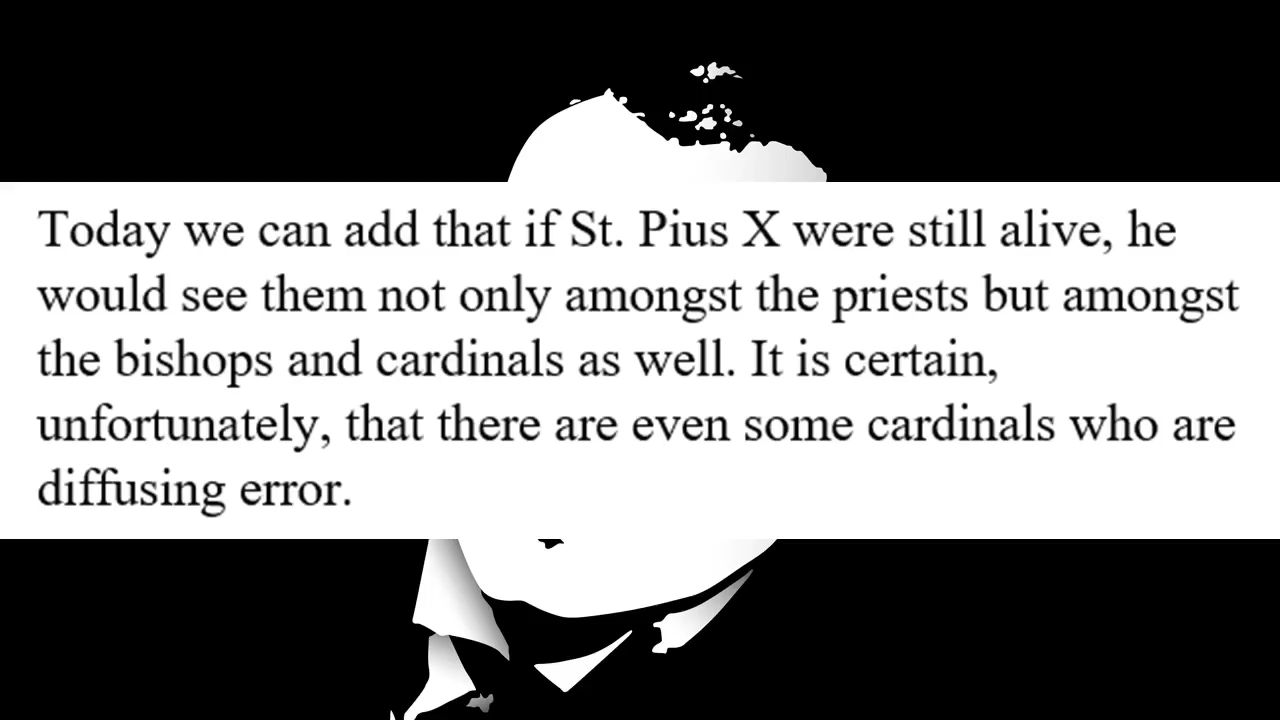 Today we can add that if St. Pius X were still alive, he
would see them not only amongst the priests but amongst
the bishops and cardinals as well. It is certain,
unfortunately, that there are even some cardinals who are
diffusing error.